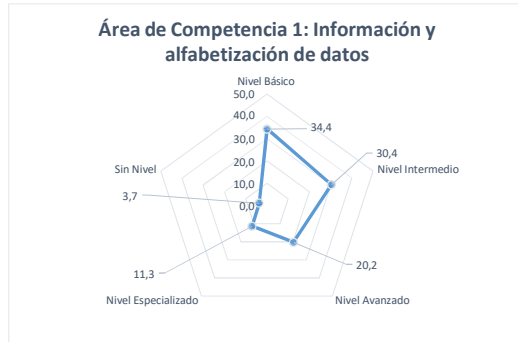 Área de Competencia 1: Información y
alfabetización de datos
Nivel Básico
50,0
40,0
34,4
30,4
30,0
Sin Nivel
20,0
Nivel Intermedio
10,0
3,7
0,0
11,3
20,2
Nivel Especializado
Nivel Avanzado